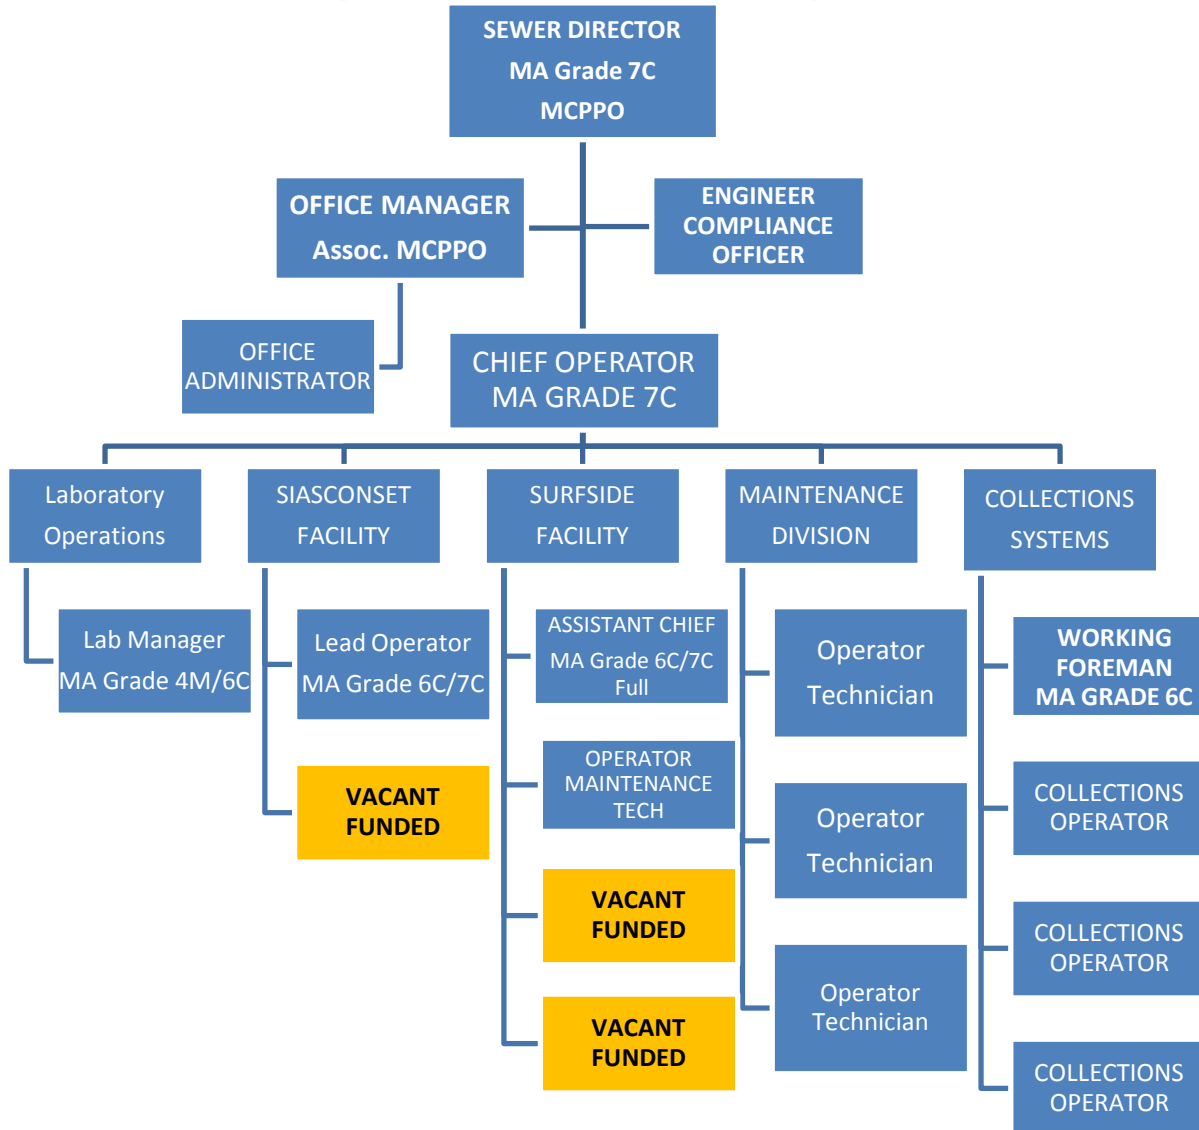 SEWER DIRECTOR
MA Grade 7C
MCPPO
OFFICE MANAGER
Assoc. MCPPO
ENGINEER
COMPLIANCE
OFFICER
OFFICE
ADMINISTRATOR
CHIEF OPERATOR
MA GRADE 7C
Laboratory
Operations
Lab Manager
MA Grade 4M/6C
SIASCONSET
FACILITY
Lead Operator
MA Grade 6C/7C
VACANT
FUNDED
SURFSIDE
FACILITY
ASSISTANT CHIEF
MA Grade 6C/7C
Full
OPERATOR
MAINTENANCE
TECH
VACANT
FUNDED
VACANT
FUNDED
MAINTENANCE
DIVISION
Operator
Technician
Operator
Technician
Operator
Technician
COLLECTIONS
SYSTEMS
WORKING
FOREMAN
MA GRADE 6C
COLLECTIONS
OPERATOR
COLLECTIONS
OPERATOR
COLLECTIONS
OPERATOR